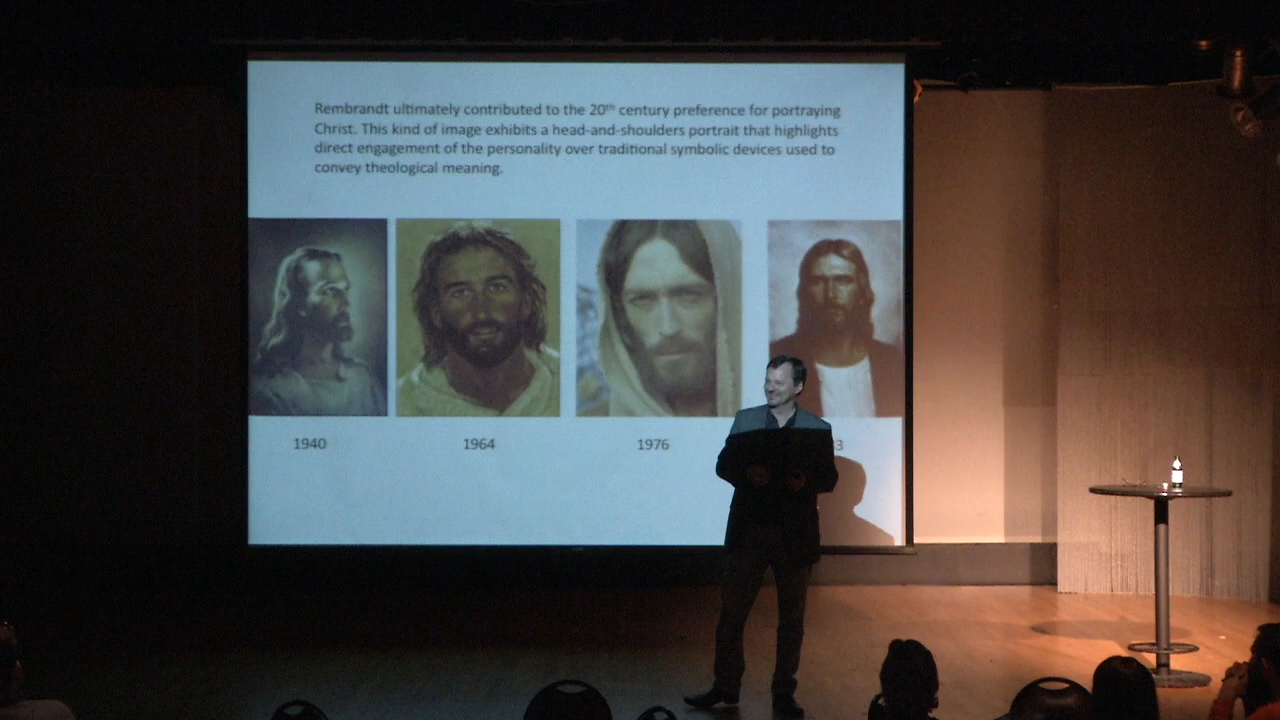 Rembrandt ultimately contributed to the 20th century preference for portraying
Christ. This kind of image exhibits a head-and-shoulders portrait that highlights
direct engagement of the personality over traditional symbolic devices used to
convey theological meaning.
1940 1964 1976